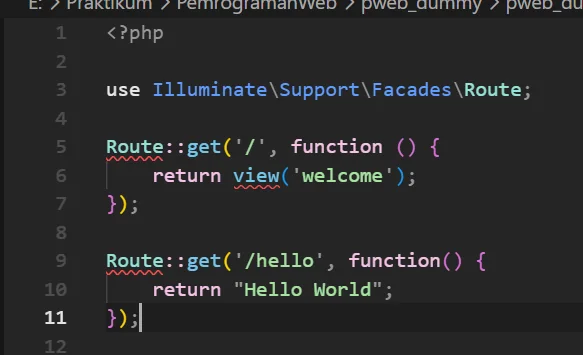 E: > Praktikum > PemrogramanWeb > pweb_dummy > pweb_du
1 <?php
2
3 use Illuminate\Support\Facades\Route;
4
5 Route::get('/', function () {
6     return view('welcome');
7 });
8
9 Route::get('/hello', function() {
10     return "Hello World";
11 });
12